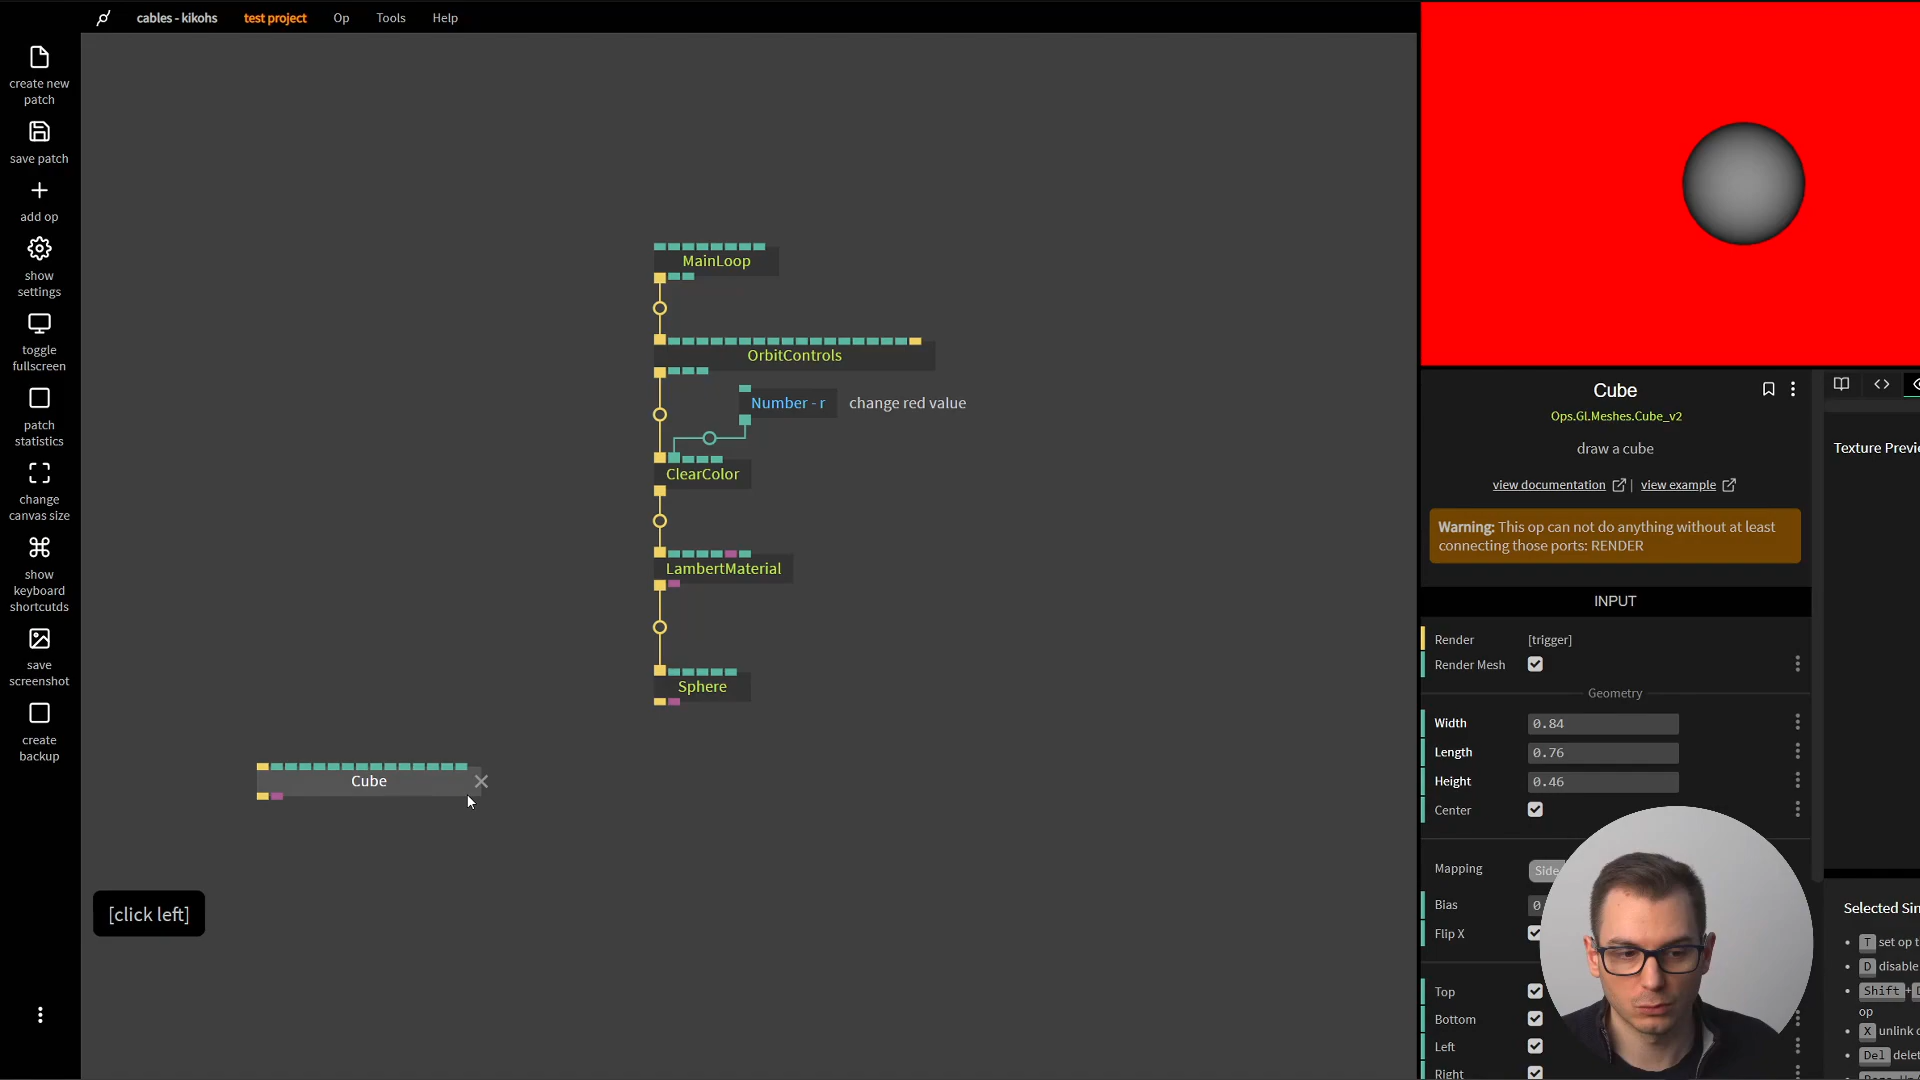 cables - kikohs
test project
Op
Tools
Help
create new
patch
save patch
add op
show
settings
toggle
fullscreen
patch
statistics
change
canvas size
show
keyboard
shortcutds
save
screenshot
create
backup
MainLoop
OrbitControls
Number - r
change red value
ClearColor
LambertMaterial
Sphere
Cube
[click left]
Cube
Ops.Gl.Meshes.Cube_v2
draw a cube
view documentation | view example
Warning: This op can not do anything without at least
connecting those ports: RENDER
INPUT
Render [trigger]
Render Mesh
Geometry
Width 0.84
Length 0.76
Height 0.46
Center
Mapping Side
Bias 0
Flip X
Top
Bottom
Left
Right
Texture Previe
Selected Sin
T set op t
D disable
Shift +
op
X unlink
Del delet